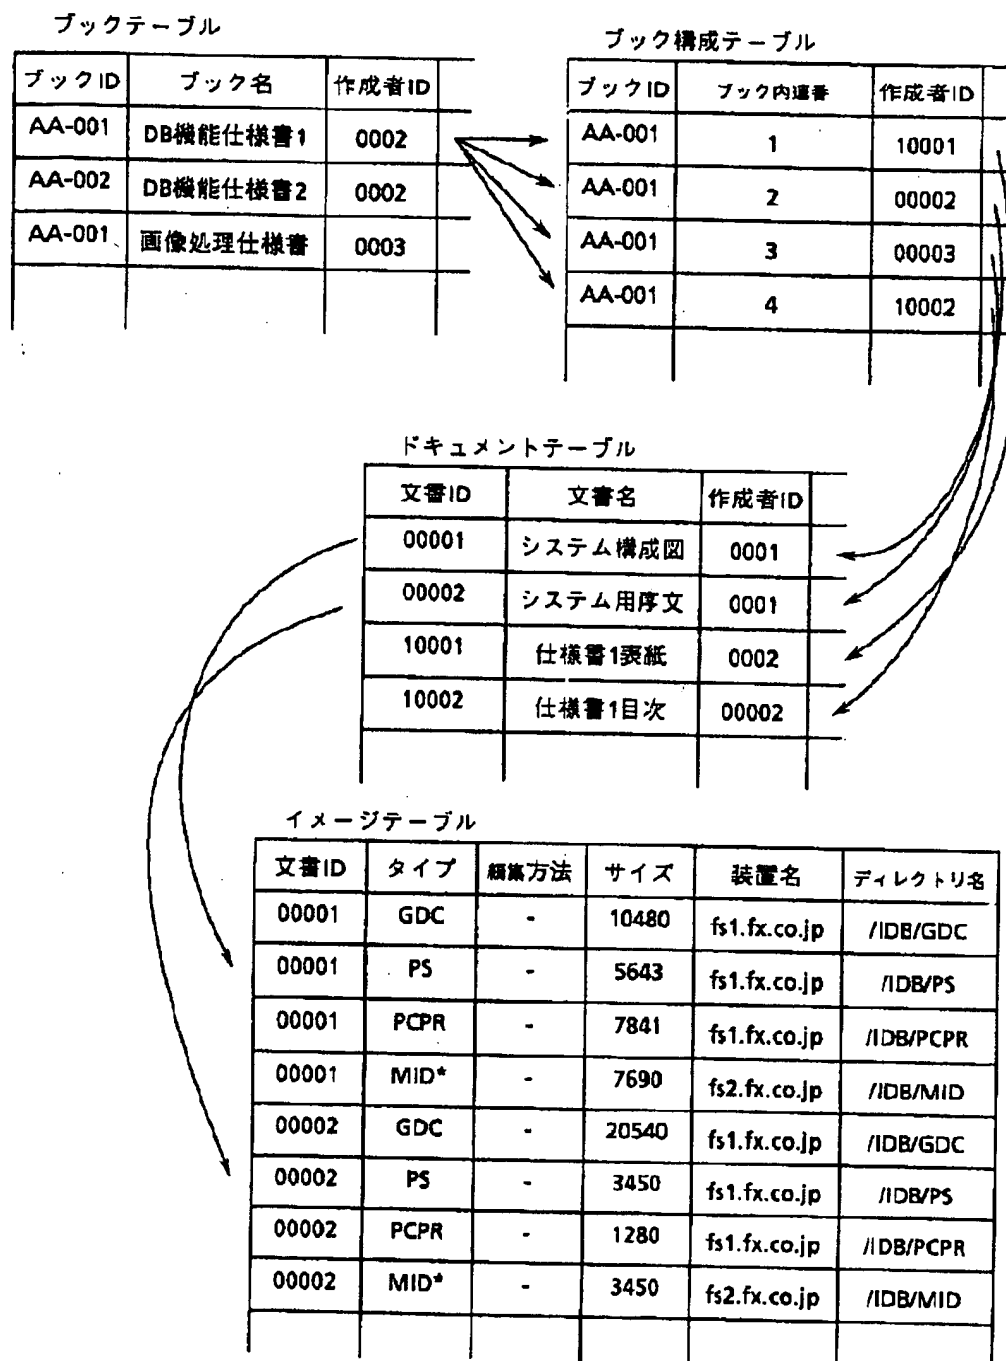 ブックテーブル
ブックID ブック名 作成者ID
AA-001 DB機能仕様書1 0002
AA-002 DB機能仕様書2 0002
AA-001 画像処理仕様書 0003
ブック構成テーブル
ブックID ブック内連番 作成者ID
AA-001 1 10001
AA-001 2 00002
AA-001 3 00003
AA-001 4 10002
ドキュメントテーブル
文書ID 文書名 作成者ID
00001 システム構成図 0001
00002 システム用序文 0001
10001 仕様書1表紙 0002
10002 仕様書1目次 00002
イメージテーブル
文書ID タイプ 編集方法 サイズ 装置名 ディレクトリ名
00001 GDC - 10480 fs1.fx.co.jp /IDB/GDC
00001 PS - 5643 fs1.fx.co.jp /IDB/PS
00001 PCPR - 7841 fs1.fx.co.jp /IDB/PCPR
00001 MID* - 7690 fs2.fx.co.jp /IDB/MID
00002 GDC - 20540 fs1.fx.co.jp /IDB/GDC
00002 PS - 3450 fs1.fx.co.jp /IDB/PS
00002 PCPR - 1280 fs1.fx.co.jp /IDB/PCPR
00002 MID* - 3450 fs2.fx.co.jp /IDB/MID